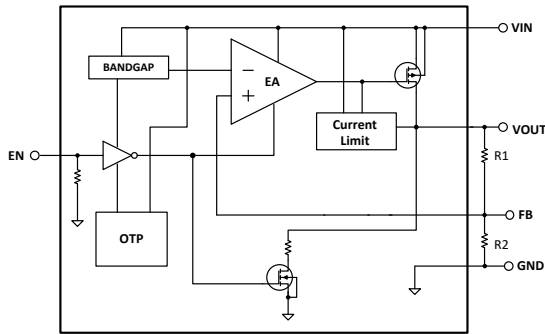 VIN
BANDGAP
−
EA
+
Current
Limit
VOUT
EN
R1
FB
OTP
R2
GND